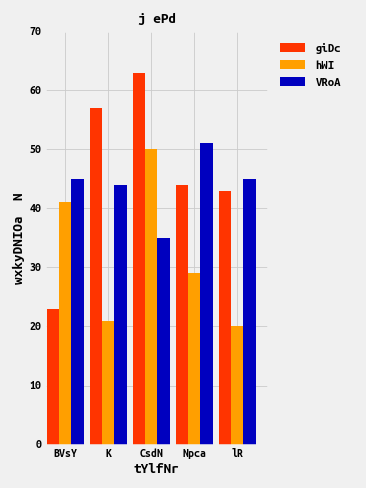 j ePd
giDc
hWI
VRoA
wxkyDNIOa  N
70
60
50
40
30
20
10
0
BVsY K CsdN Npca lR
tYlfNr